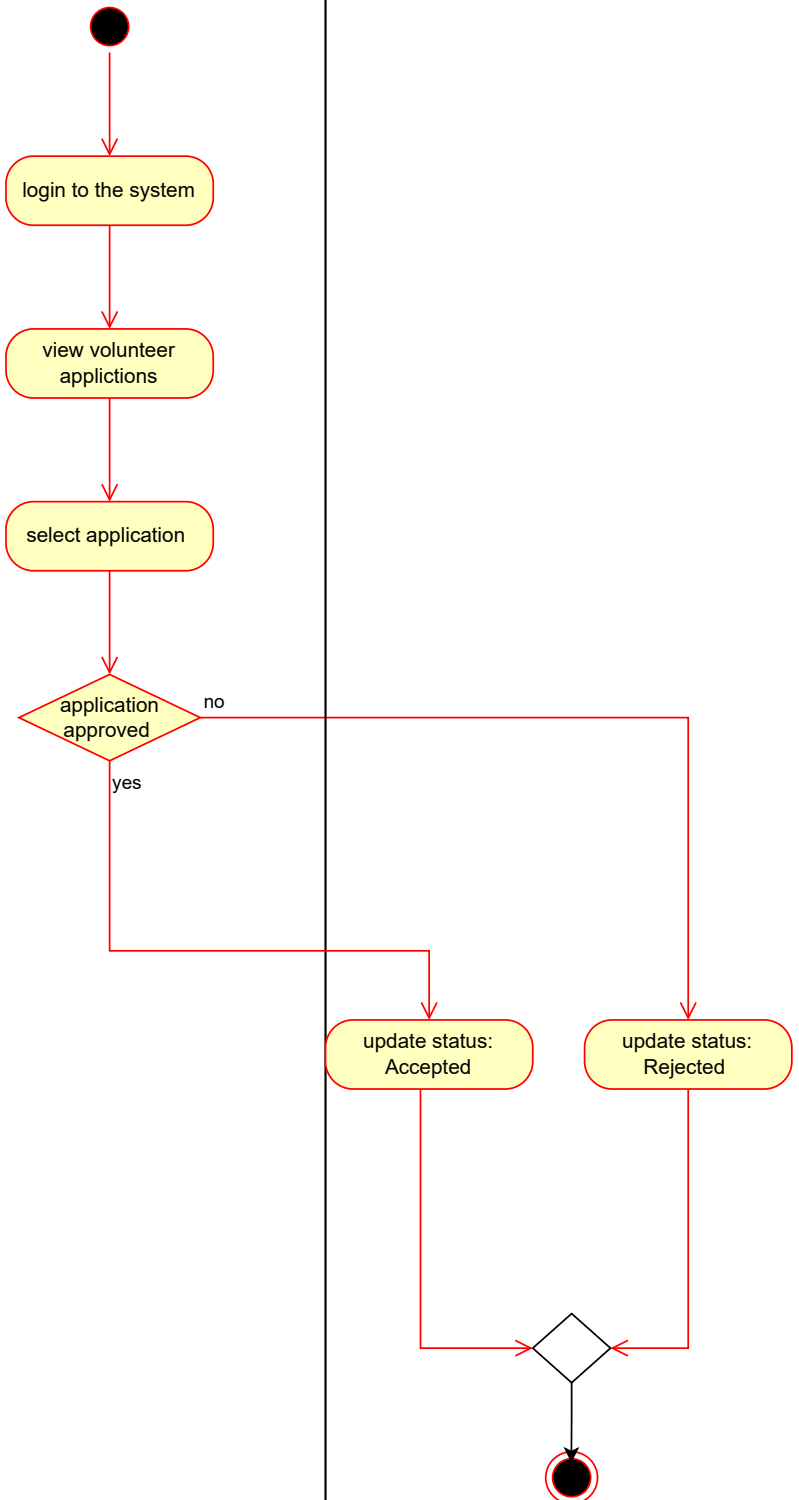 login to the system
view volunteer
applictions
select application
application
approved
no
yes
update status:
Accepted
update status:
Rejected